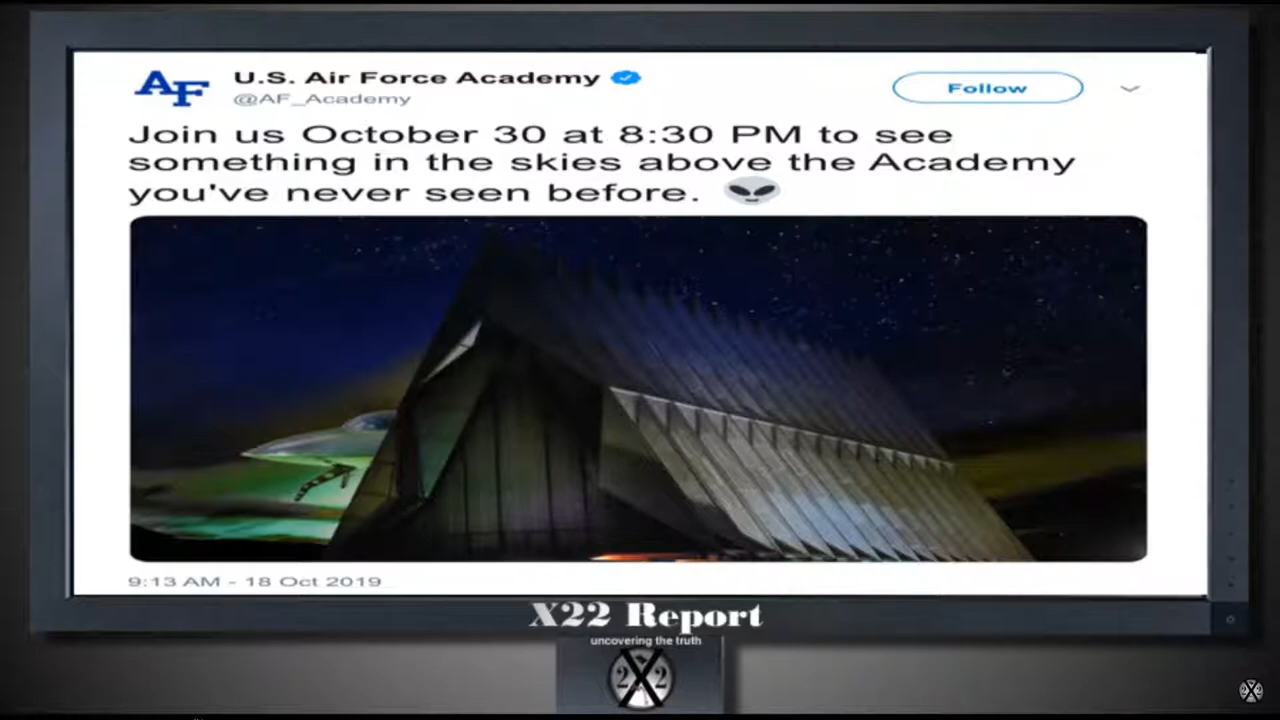 AF
U.S. Air Force Academy
@AF_Academy
Follow
Join us October 30 at 8:30 PM to see
something in the skies above the Academy
you've never seen before.
9:13 AM - 18 Oct 2019
X22 Report
uncovering the truth
2X2